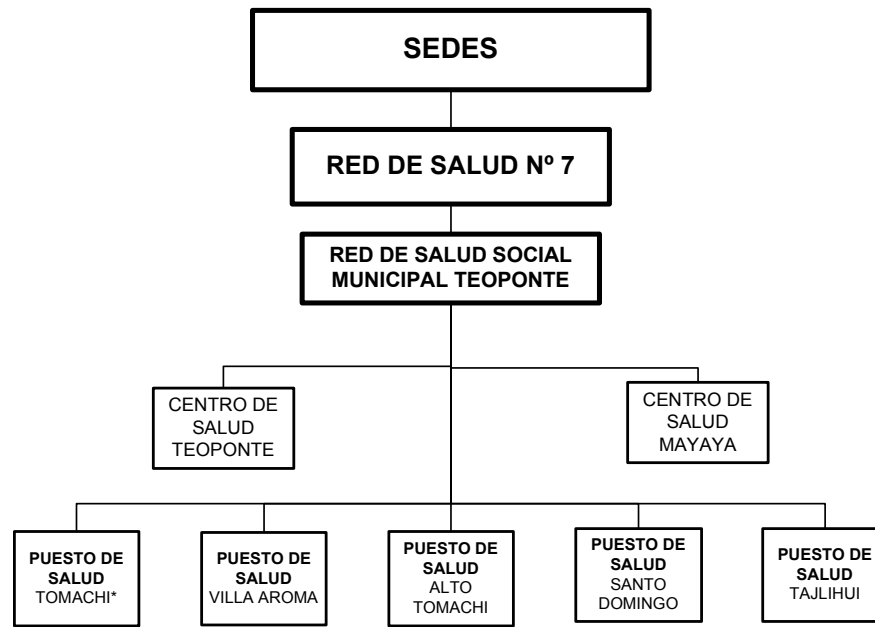 SEDES
RED DE SALUD Nº 7
RED DE SALUD SOCIAL
MUNICIPAL TEOPONTE
CENTRO DE
SALUD
TEOPONTE
CENTRO DE
SALUD
MAYAYA
PUESTO DE
SALUD
TOMACHI*
PUESTO DE
SALUD
VILLA AROMA
PUESTO DE
SALUD
ALTO
TOMACHI
PUESTO DE
SALUD
SANTO
DOMINGO
PUESTO DE
SALUD
TAJLIHUI